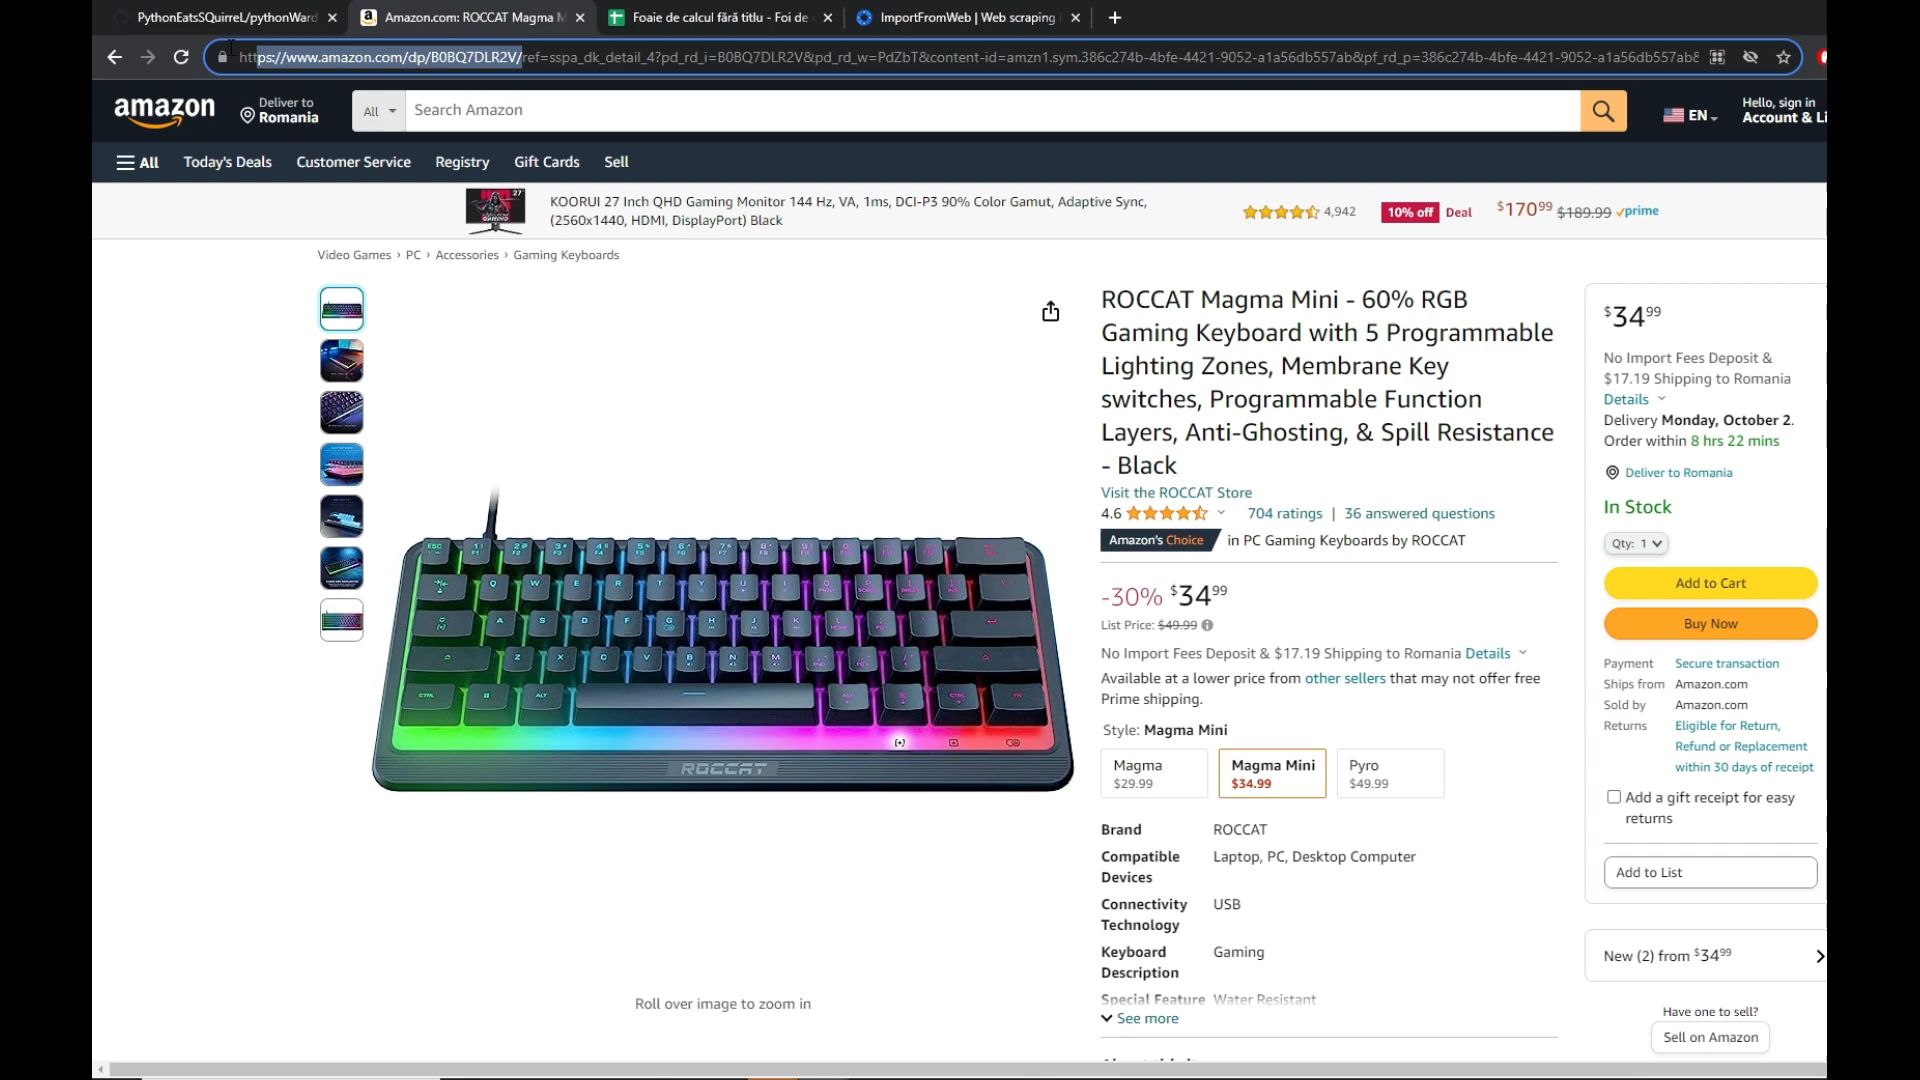 PythonEatsSQuirreL/pythonWard
Amazon.com: ROCCAT Magma M
Foaie de calcul fără titlu - Foi de
ImportFromWeb | Web scraping
https://www.amazon.com/dp/B0BQ7DLR2V/ref=sspa_dk_detail_4?pd_rd_i=B0BQ7DLR2V&pd_rd_w=PdZbT&content-id=amzn1.sym.386c274b-4bfe-4421-9052-a1a56db557ab&pf_rd_p=386c274b-4bfe-4421-9052-a1a56db557ab&
amazon
Deliver to
Romania
All
Search Amazon
EN
Hello, sign in
Account & Li
All
Today's Deals
Customer Service
Registry
Gift Cards
Sell
KOORUI 27 Inch QHD Gaming Monitor 144 Hz, VA, 1ms, DCI-P3 90% Color Gamut, Adaptive Sync,
(2560x1440, HDMI, DisplayPort) Black
4,942
10% off
Deal
$170.99 $189.99 prime
Video Games › PC › Accessories › Gaming Keyboards
ROCCAT Magma Mini - 60% RGB
Gaming Keyboard with 5 Programmable
Lighting Zones, Membrane Key
switches, Programmable Function
Layers, Anti-Ghosting, & Spill Resistance
- Black
Visit the ROCCAT Store
4.6
704 ratings | 36 answered questions
Amazon's Choice
in PC Gaming Keyboards by ROCCAT
-30% $34.99
List Price: $49.99
No Import Fees Deposit & $17.19 Shipping to Romania Details
Available at a lower price from other sellers that may not offer free
Prime shipping.
Style: Magma Mini
Magma
$29.99
Magma Mini
$34.99
Pyro
$49.99
Brand ROCCAT
Compatible Laptop, PC, Desktop Computer
Devices
Connectivity USB
Technology
Keyboard Gaming
Description
Special Feature Water Resistant
See more
ROCCAT
Roll over image to zoom in
$34.99
No Import Fees Deposit &
$17.19 Shipping to Romania
Details
Delivery Monday, October 2.
Order within 8 hrs 22 mins
Deliver to Romania
In Stock
Qty: 1
Add to Cart
Buy Now
Payment Secure transaction
Ships from Amazon.com
Sold by Amazon.com
Returns Eligible for Return,
Refund or Replacement
within 30 days of receipt
Add a gift receipt for easy
returns
Add to List
New (2) from $34.99
Have one to sell?
Sell on Amazon